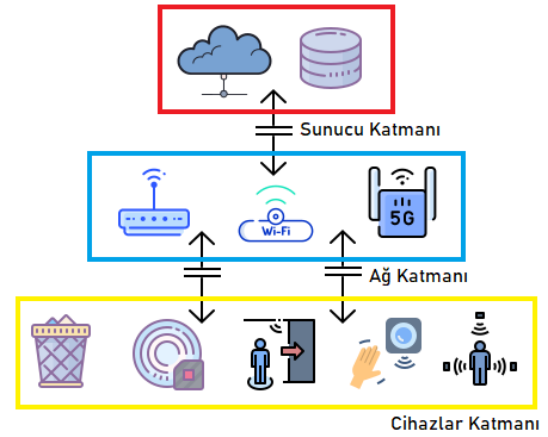 Sunucu Katmanı
Wi-Fi
5G
Ağ Katmanı
Cihazlar Katmanı